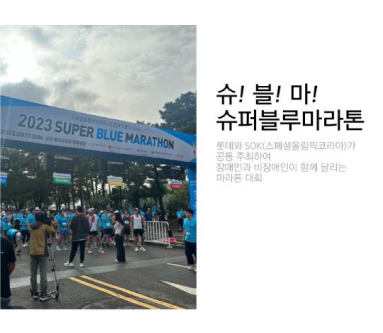 2023 SUPER BLUE MARATHON
슈! 블! 마!
슈퍼블루마라톤
롯데와 SOK(스페셜올림픽코리아)가
공통 주최하여
장애인과 비장애인이 함께 달리는
마라톤 대회